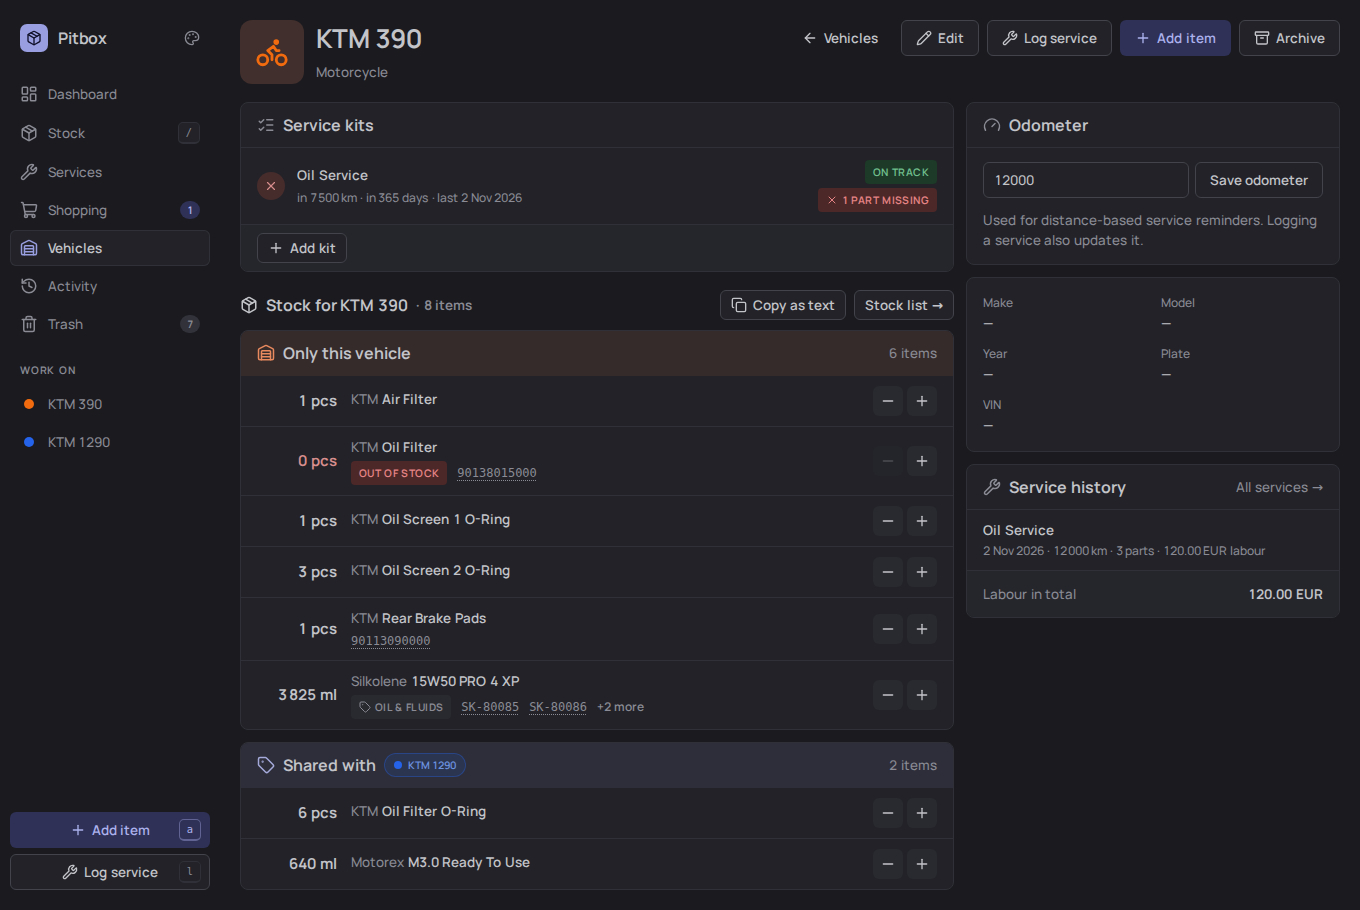 Pitbox
Dashboard
Stock /
Services
Shopping 1
Vehicles
Activity
Trash 7
WORK ON
KTM 390
KTM 1290
Add item a
Log service l
KTM 390
Motorcycle
← Vehicles
Edit
Log service
+ Add item
Archive
Service kits
Oil Service
in 7 500 km · in 365 days · last 2 Nov 2026
ON TRACK
1 PART MISSING
+ Add kit
Stock for KTM 390 · 8 items
Copy as text
Stock list →
Only this vehicle
6 items
1 pcs KTM Air Filter
0 pcs KTM Oil Filter
OUT OF STOCK 90138015000
1 pcs KTM Oil Screen 1 O-Ring
3 pcs KTM Oil Screen 2 O-Ring
1 pcs KTM Rear Brake Pads
90113090000
3 825 ml Silkolene 15W50 PRO 4 XP
OIL & FLUIDS SK-80085 SK-80086 +2 more
Shared with KTM 1290
2 items
6 pcs KTM Oil Filter O-Ring
640 ml Motorex M3.0 Ready To Use
Odometer
12000
Save odometer
Used for distance-based service reminders. Logging
a service also updates it.
Make Model
— —
Year Plate
— —
VIN
—
Service history
All services →
Oil Service
2 Nov 2026 · 12 000 km · 3 parts · 120.00 EUR labour
Labour in total 120.00 EUR